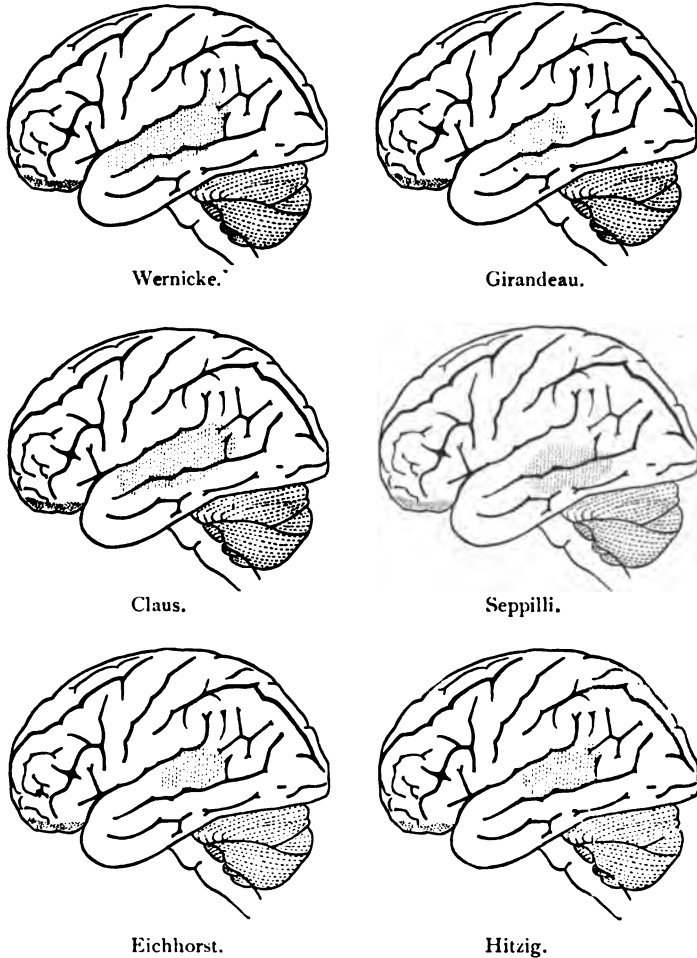 Wernicke.
Girandeau.
Claus.
Seppilli.
Eichhorst.
Hitzig.